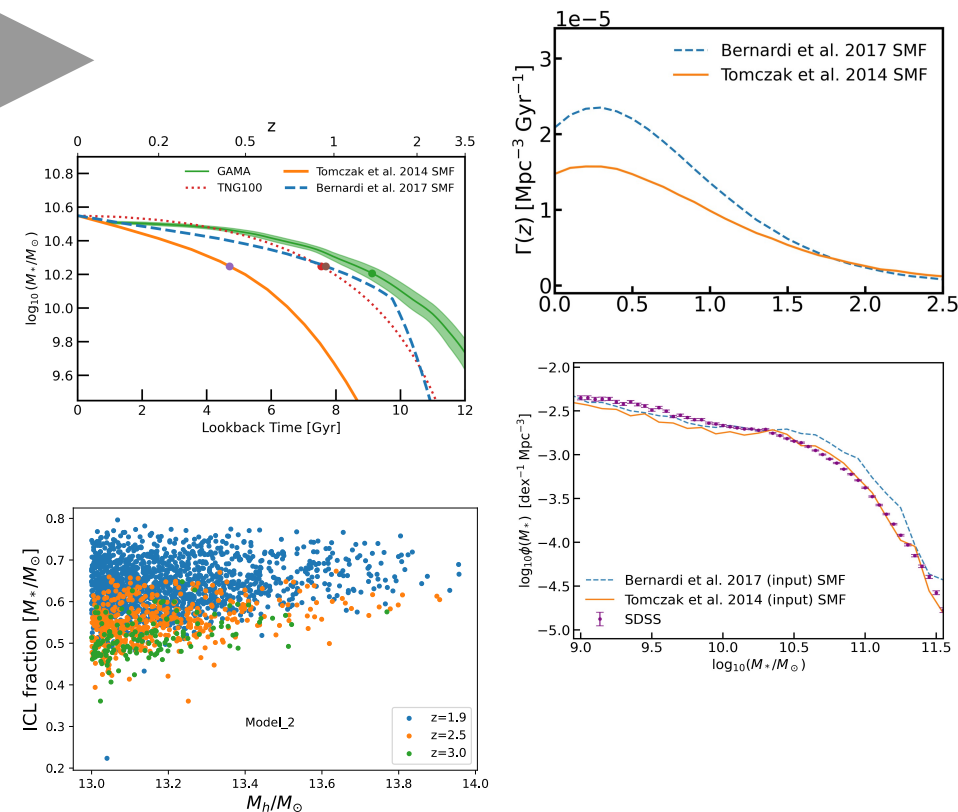 z
0 0.2 0.5 1 2 3.5
10.8
10.6
10.4
10.2
10.0
9.8
9.6
log₁₀(M*/M⊙)
GAMA
TNG100
Tomczak et al. 2014 SMF
Bernardi et al. 2017 SMF
0 2 4 6 8 10 12
Lookback Time [Gyr]
1e−5
3
2
1
0
Γ(z) [Mpc⁻³ Gyr⁻¹]
Bernardi et al. 2017 SMF
Tomczak et al. 2014 SMF
0.0 0.5 1.0 1.5 2.0 2.5
−2.0
−2.5
−3.0
−3.5
−4.0
−4.5
−5.0
log₁₀ϕ(M*) [dex⁻¹ Mpc⁻³]
Bernardi et al. 2017 (input) SMF
Tomczak et al. 2014 (input) SMF
SDSS
9.0 9.5 10.0 10.5 11.0 11.5
log₁₀(M*/M⊙)
0.8
0.7
0.6
0.5
0.4
0.3
0.2
ICL fraction [M*/M⊙]
Model_2
z=1.9
z=2.5
z=3.0
13.0 13.2 13.4 13.6 13.8 14.0
Mₕ/M⊙